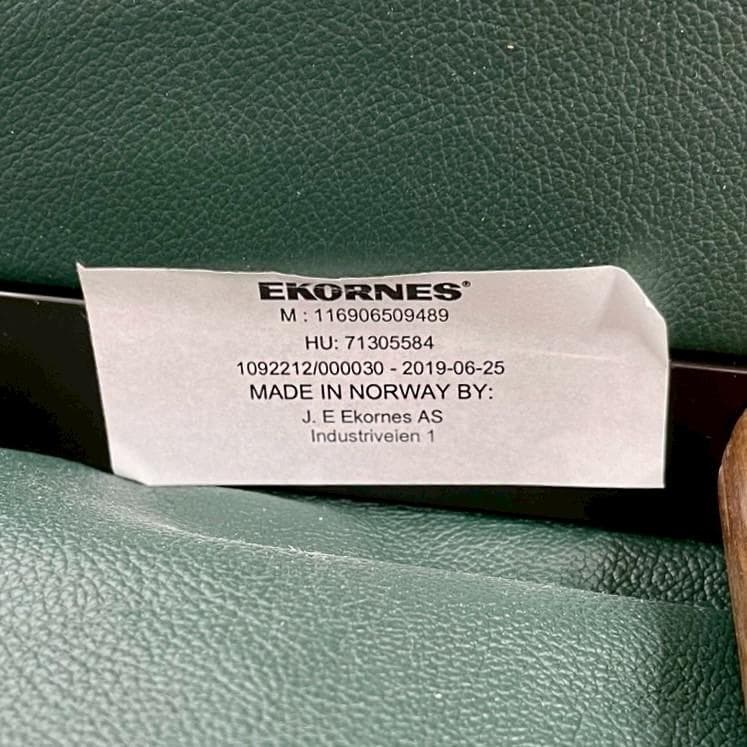 EKORNES®
M : 116906509489
HU: 71305584
1092212/000030 - 2019-06-25
MADE IN NORWAY BY:
J. E Ekornes AS
Industriveien 1